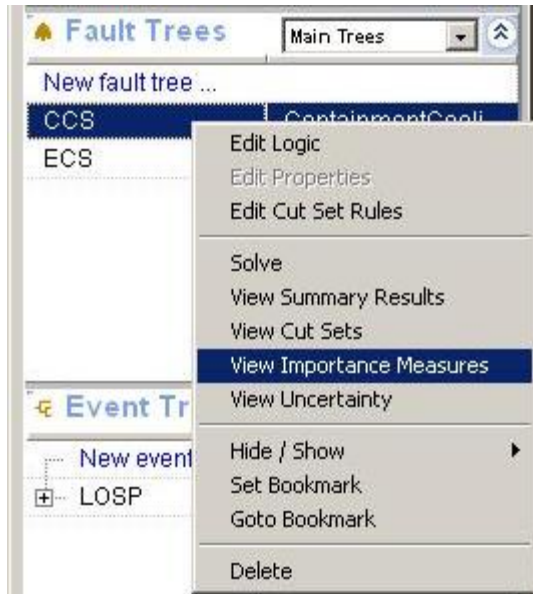 Fault Trees
Main Trees
New fault tree ...
CCS
ECS
Edit Logic
Edit Properties
Edit Cut Set Rules
Solve
View Summary Results
View Cut Sets
View Importance Measures
View Uncertainty
Hide / Show
Set Bookmark
Goto Bookmark
Delete
Event Tr
New event
LOSP